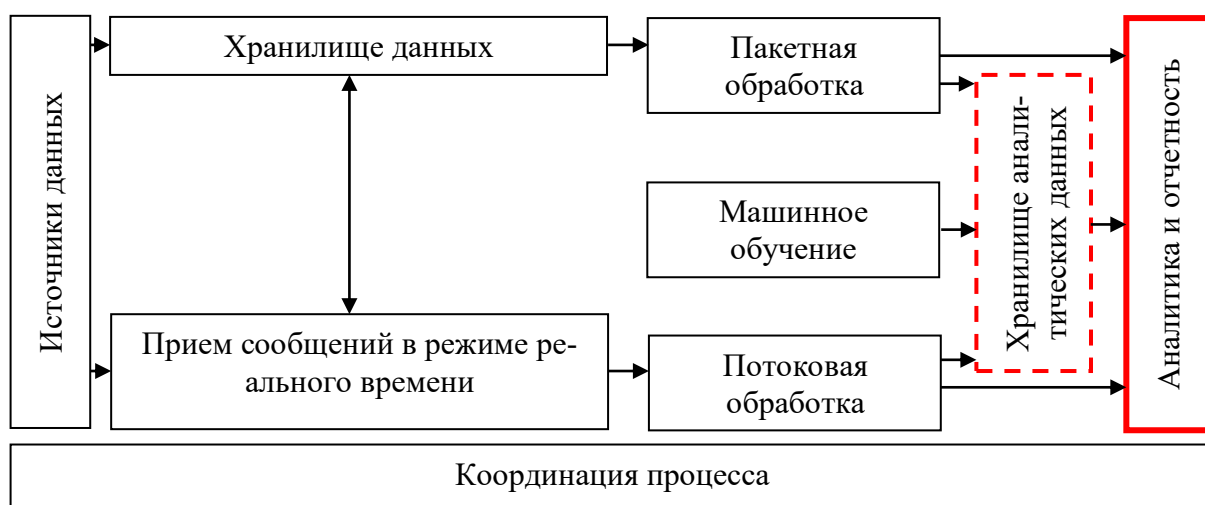 Источники данных
Хранилище данных
Пакетная
обработка
Машинное
обучение
Прием сообщений в режиме ре-
ального времени
Потоковая
обработка
Хранилище анали-
тических данных
Аналитика и отчетность
Координация процесса